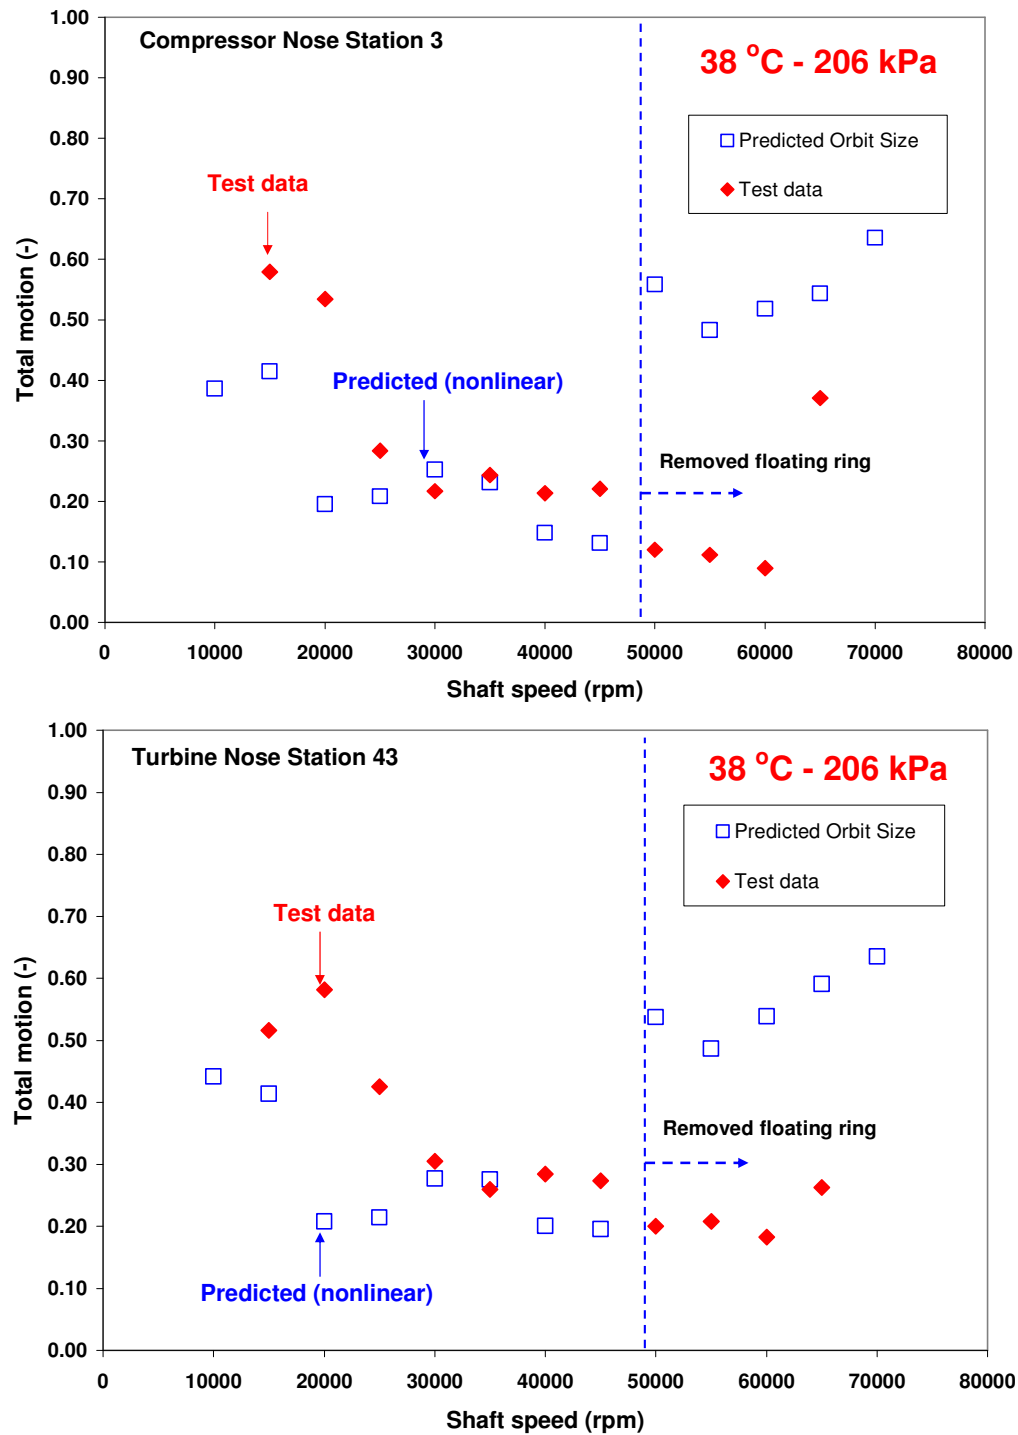 Compressor Nose Station 3
38 °C - 206 kPa
Predicted Orbit Size
Test data
Test data
Predicted (nonlinear)
Removed floating ring
Total motion (-)
1.00
0.90
0.80
0.70
0.60
0.50
0.40
0.30
0.20
0.10
0.00
0 10000 20000 30000 40000 50000 60000 70000 80000
Shaft speed (rpm)
Turbine Nose Station 43
38 °C - 206 kPa
Predicted Orbit Size
Test data
Test data
Removed floating ring
Predicted (nonlinear)
Total motion (-)
1.00
0.90
0.80
0.70
0.60
0.50
0.40
0.30
0.20
0.10
0.00
0 10000 20000 30000 40000 50000 60000 70000 80000
Shaft speed (rpm)